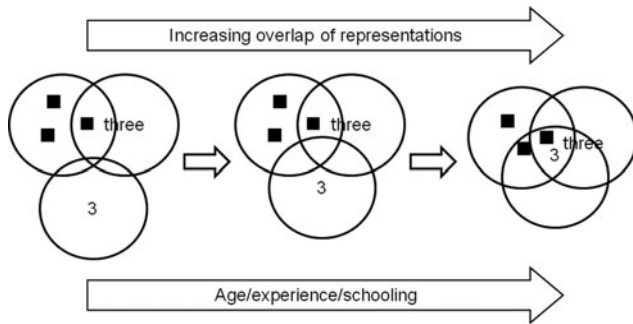 Increasing overlap of representations
three
three
three
3
3
3
Age/experience/schooling